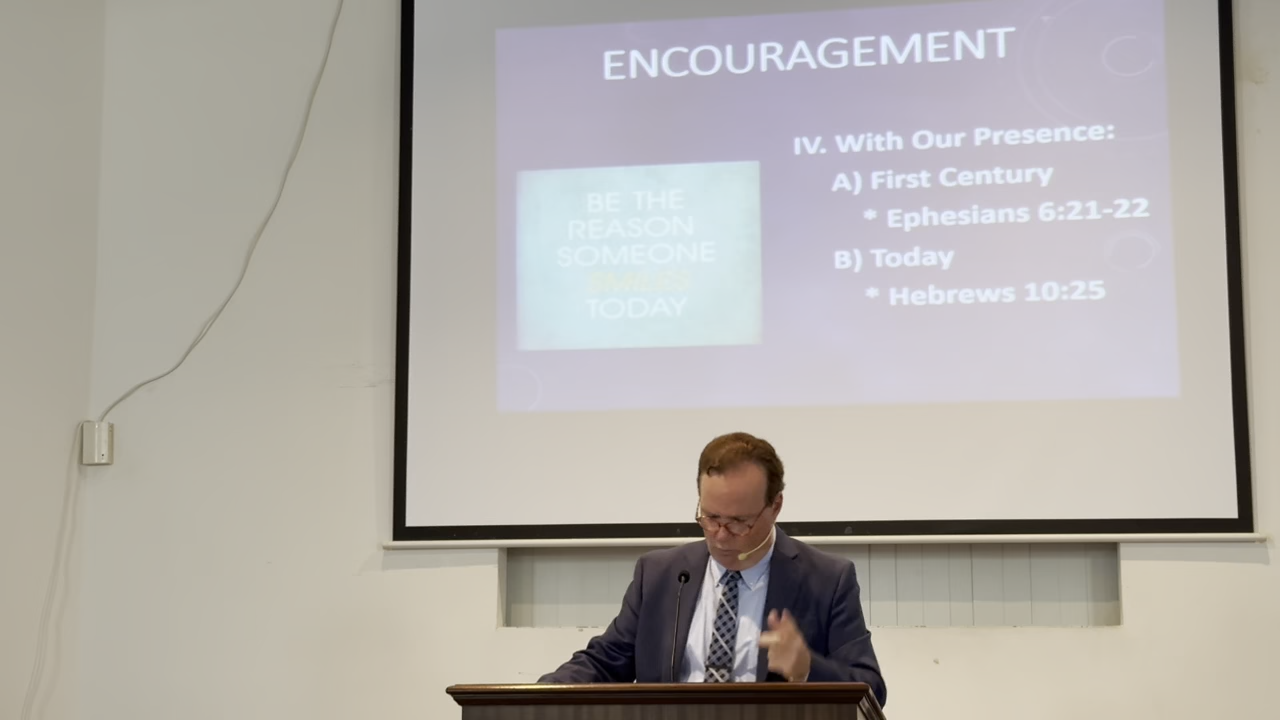 ENCOURAGEMENT
BE THE
REASON
SOMEONE
SMILES
TODAY
IV. With Our Presence:
A) First Century
* Ephesians 6:21-22
B) Today
* Hebrews 10:25